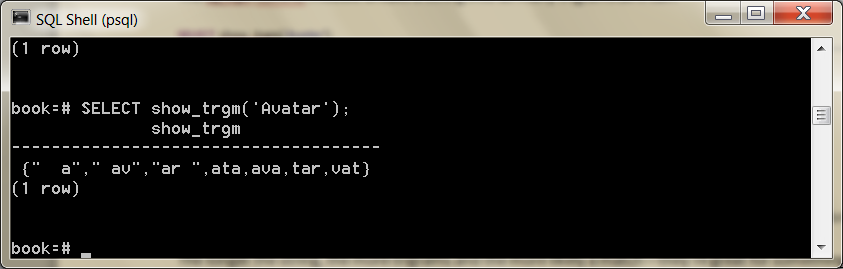 SQL Shell (psql)
(1 row)
book=# SELECT show_trgm('Avatar');
show_trgm
-------------------------------------
{"  a"," av","ar ",ata,ava,tar,vat}
(1 row)
book=#